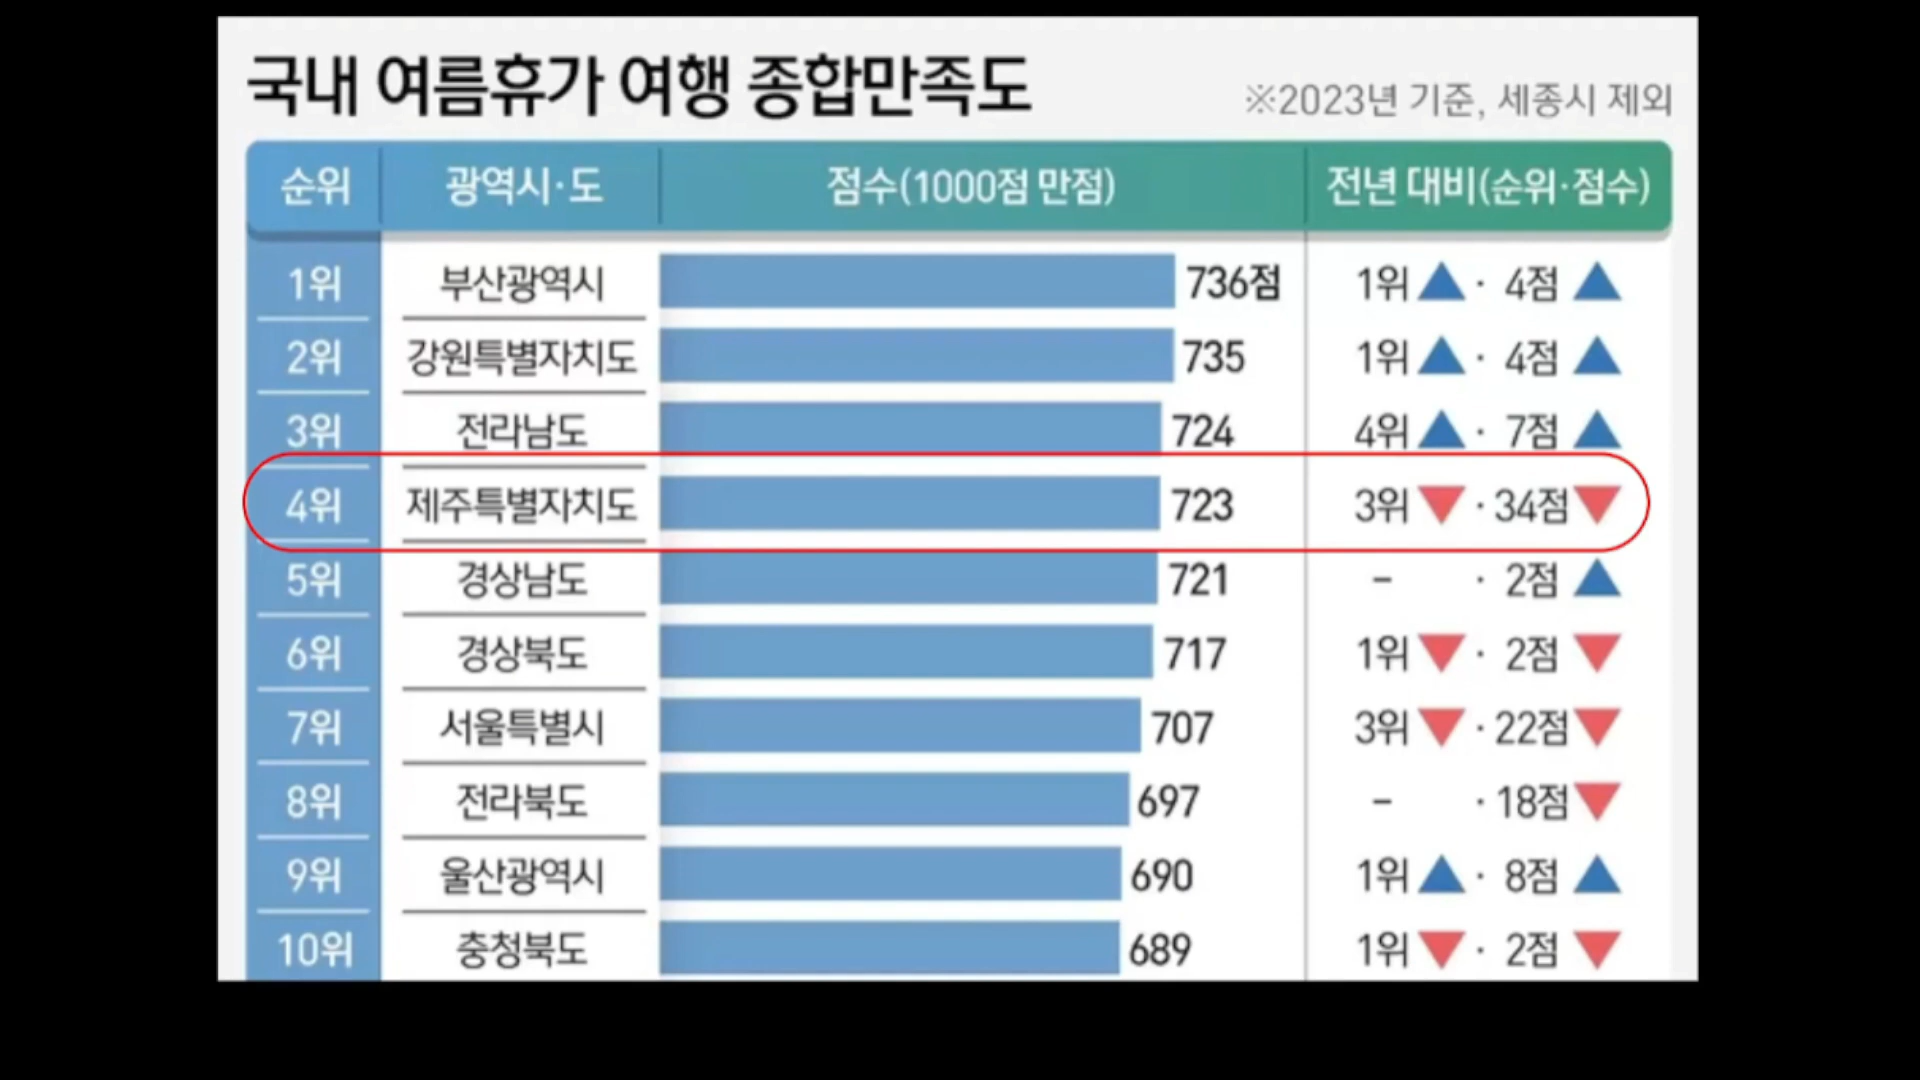 국내 여름휴가 여행 종합만족도
※2023년 기준, 세종시 제외
순위 광역시·도 점수(1000점 만점) 전년 대비(순위·점수)
1위 부산광역시 736점 1위▲· 4점▲
2위 강원특별자치도 735 1위▲· 4점▲
3위 전라남도 724 4위▲· 7점▲
4위 제주특별자치도 723 3위▼·34점▼
5위 경상남도 721 – · 2점▲
6위 경상북도 717 1위▼· 2점▼
7위 서울특별시 707 3위▼·22점▼
8위 전라북도 697 – ·18점▼
9위 울산광역시 690 1위▲· 8점▲
10위 충청북도 689 1위▼· 2점▼